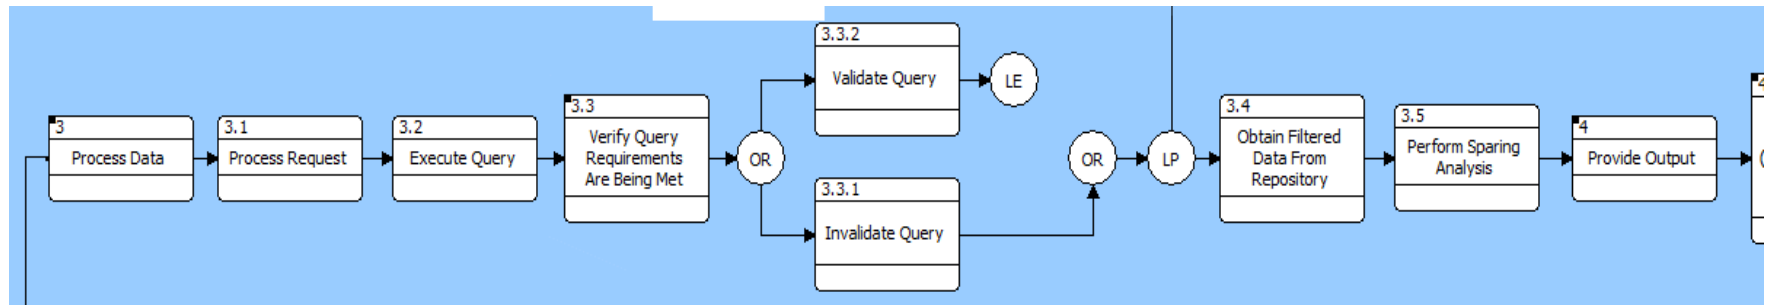 3
Process Data
3.1
Process Request
3.2
Execute Query
3.3
Verify Query
Requirements
Are Being Met
OR
3.3.2
Validate Query
LE
3.3.1
Invalidate Query
OR
LP
3.4
Obtain Filtered
Data From
Repository
3.5
Perform Sparing
Analysis
4
Provide Output